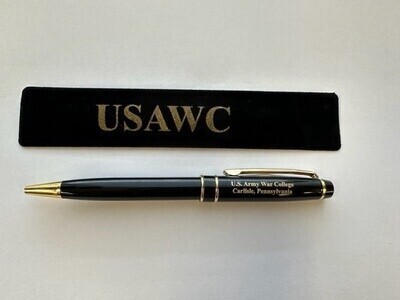 USAWC
U.S. Army War College
Carlisle, Pennsylvania